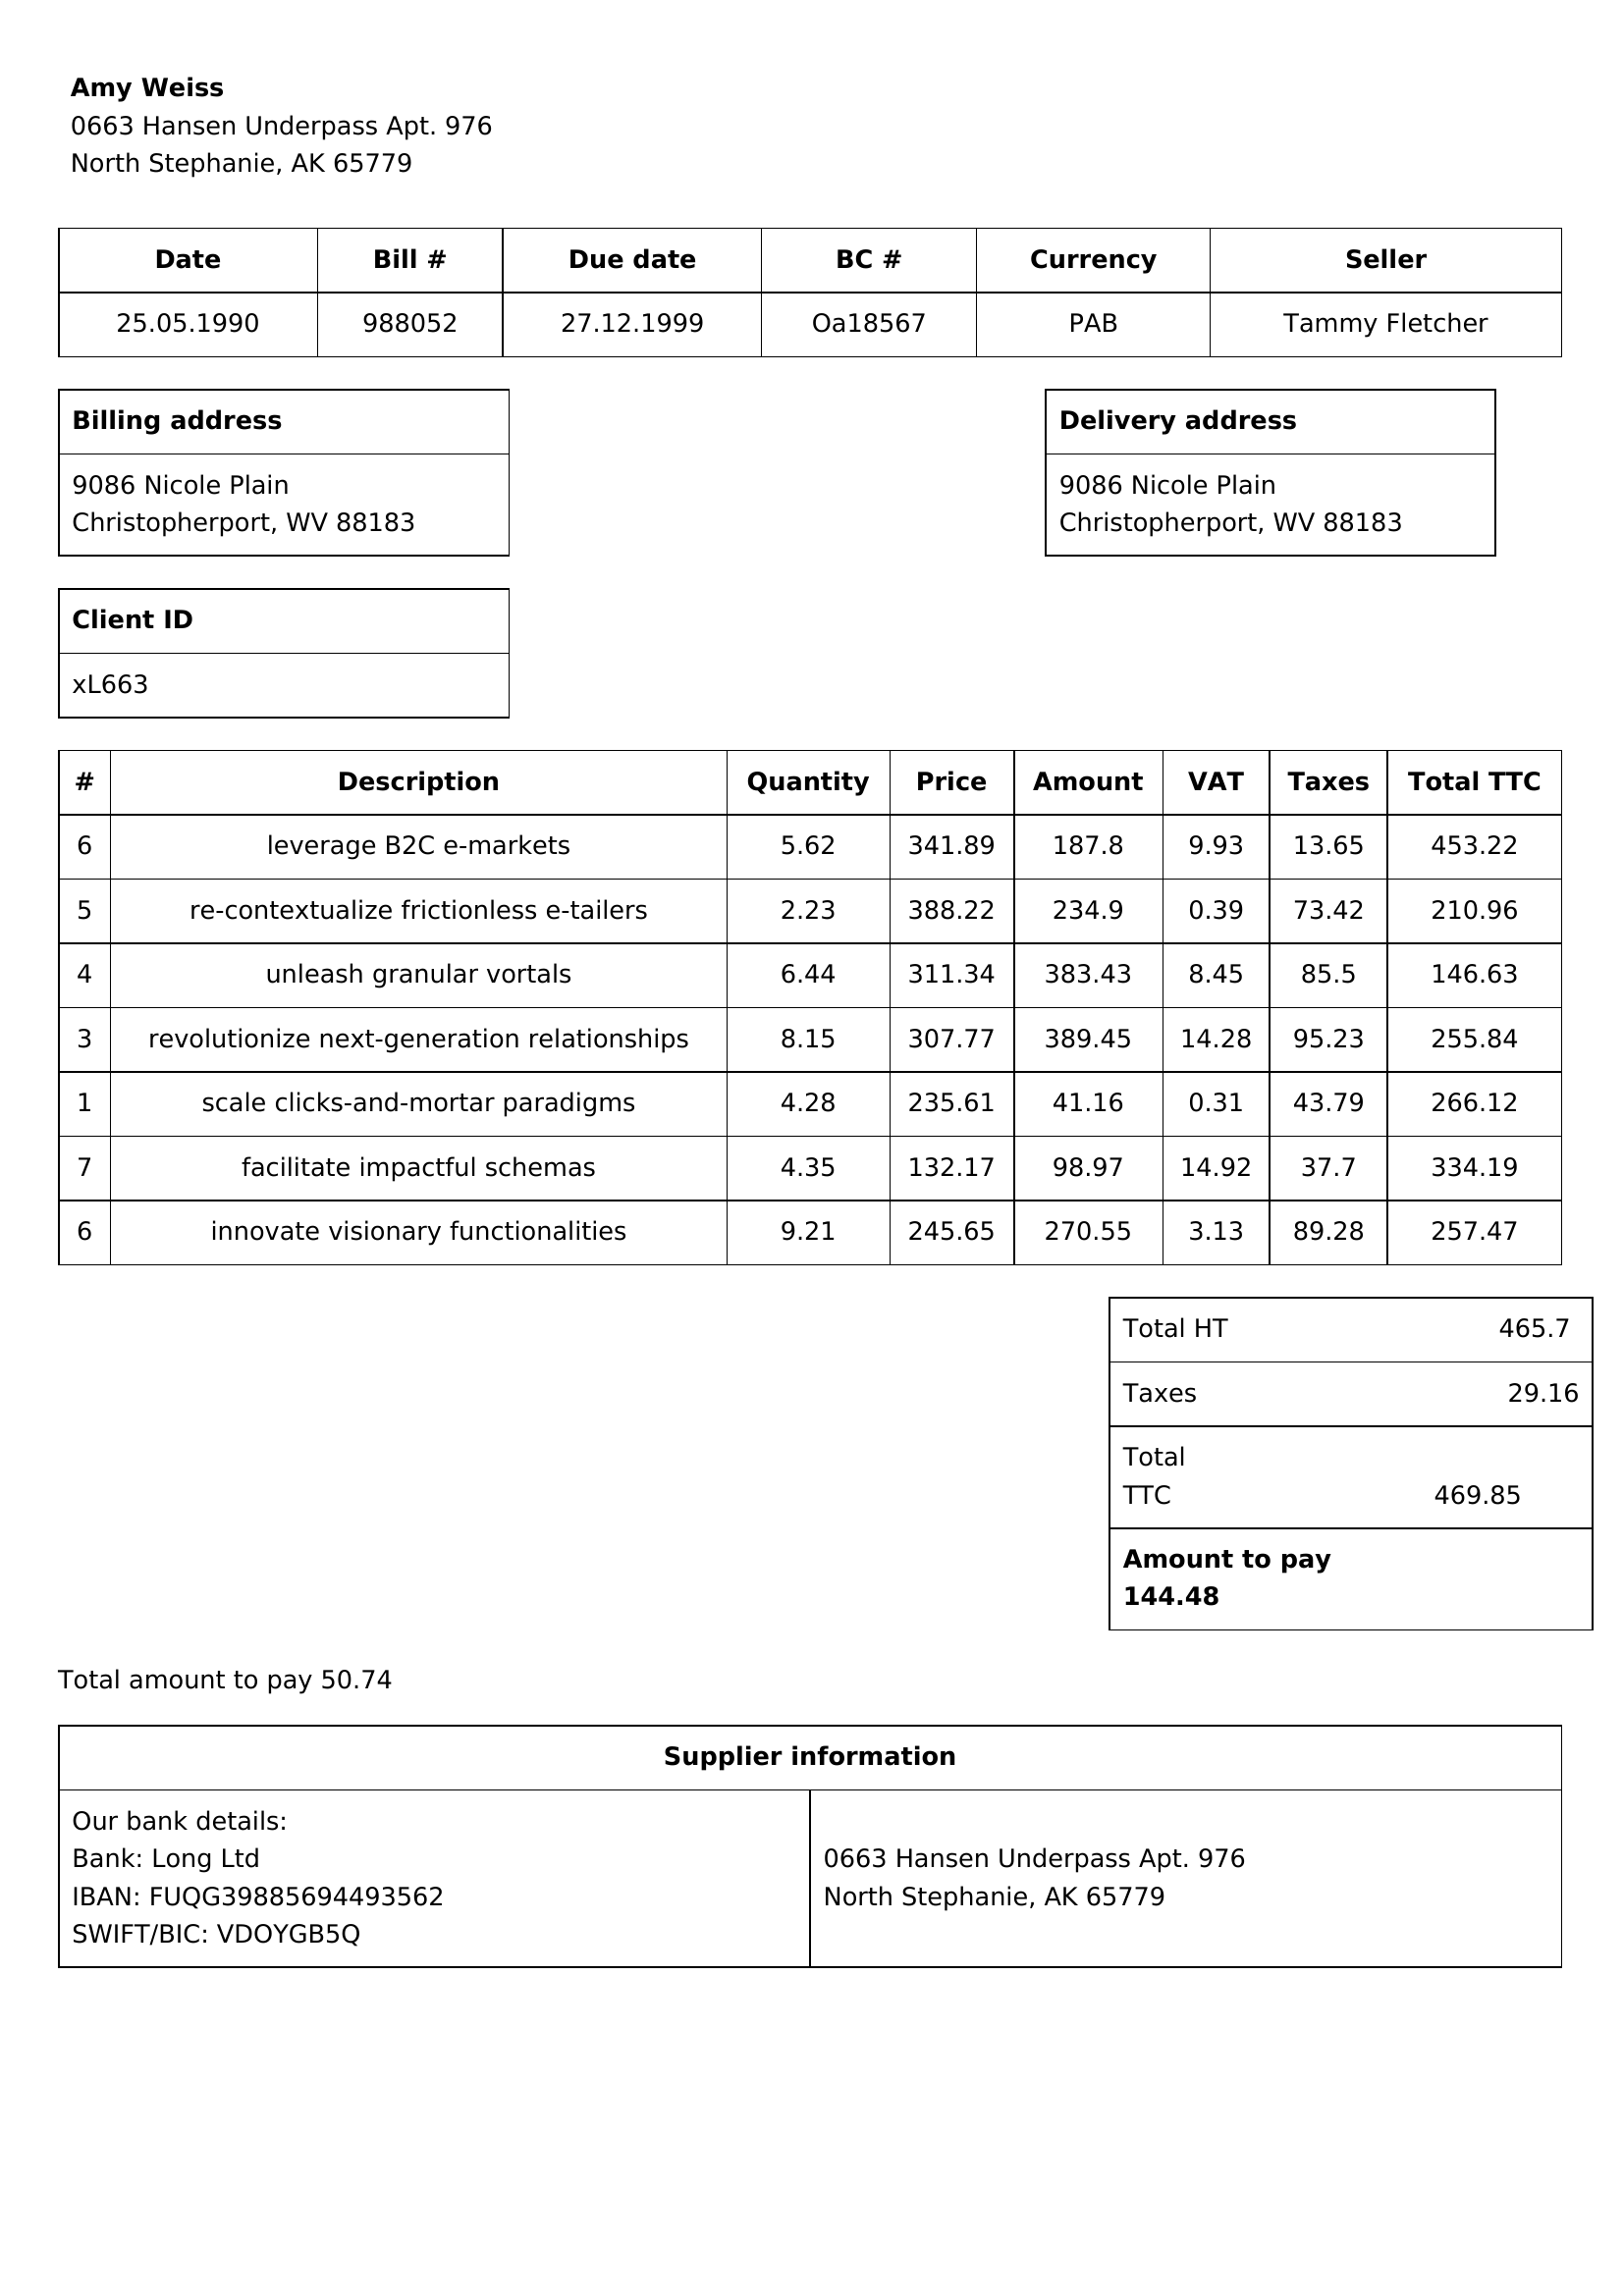 Amy Weiss
0663 Hansen Underpass Apt. 976
North Stephanie, AK 65779
Date Bill # Due date BC # Currency Seller
25.05.1990 988052 27.12.1999 Oa18567 PAB Tammy Fletcher
Billing address
9086 Nicole Plain
Christopherport, WV 88183
Delivery address
9086 Nicole Plain
Christopherport, WV 88183
Client ID
xL663
# Description Quantity Price Amount VAT Taxes Total TTC
6 leverage B2C e-markets 5.62 341.89 187.8 9.93 13.65 453.22
5 re-contextualize frictionless e-tailers 2.23 388.22 234.9 0.39 73.42 210.96
4 unleash granular vortals 6.44 311.34 383.43 8.45 85.5 146.63
3 revolutionize next-generation relationships 8.15 307.77 389.45 14.28 95.23 255.84
1 scale clicks-and-mortar paradigms 4.28 235.61 41.16 0.31 43.79 266.12
7 facilitate impactful schemas 4.35 132.17 98.97 14.92 37.7 334.19
6 innovate visionary functionalities 9.21 245.65 270.55 3.13 89.28 257.47
Total HT 465.7
Taxes 29.16
Total
TTC 469.85
Amount to pay
144.48
Total amount to pay 50.74
Supplier information
Our bank details:
Bank: Long Ltd
IBAN: FUQG39885694493562
SWIFT/BIC: VDOYGB5Q
0663 Hansen Underpass Apt. 976
North Stephanie, AK 65779